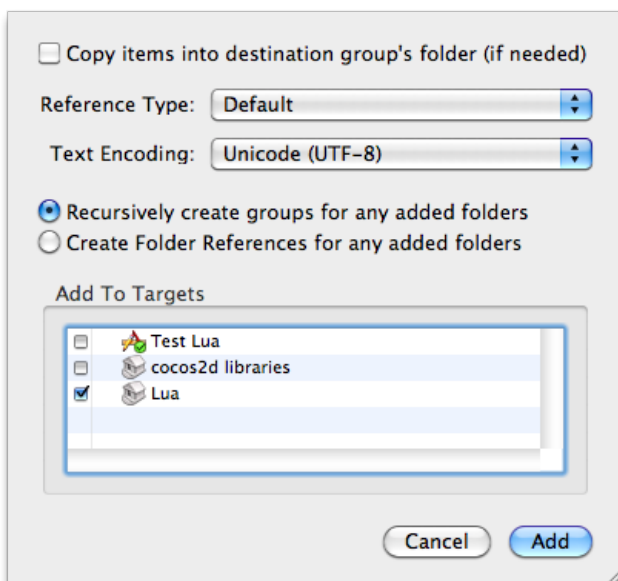 Copy items into destination group's folder (if needed)
Reference Type: Default
Text Encoding: Unicode (UTF-8)
Recursively create groups for any added folders
Create Folder References for any added folders
Add To Targets
Test Lua
cocos2d libraries
Lua
Cancel Add